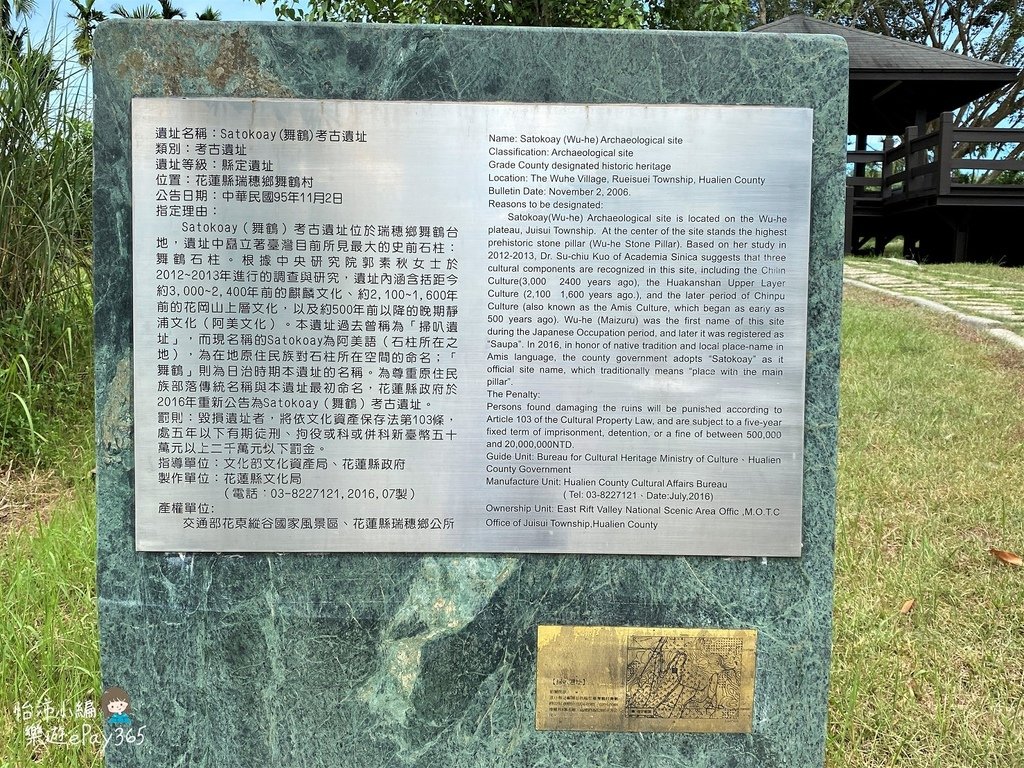 遺址名稱：Satokoay(舞鶴)考古遺址
類別：考古遺址
遺址等級：縣定遺址
位置：花蓮縣瑞穗鄉舞鶴村
公告日期：中華民國95年11月2日
指定理由：
Satokoay（舞鶴）考古遺址位於瑞穗鄉舞鶴台
地，遺址中矗立著臺灣目前所見最大的史前石柱：
舞鶴石柱。根據中央研究院郭素秋女士於
2012~2013年進行的調查與研究，遺址內涵含括距今
約3,000~2,400年前的麒麟文化、約2,100~1,600年
前的花岡山上層文化，以及約500年前以降的晚期靜
浦文化（阿美文化）。本遺址過去曾稱為「掃叭遺
址」，而現名稱的Satokoay為阿美語（石柱所在之
地），為在地原住民族對石柱所在空間的命名；「
舞鶴」則為日治時期本遺址的名稱。為尊重原住民
族部落傳統名稱與本遺址最初命名，花蓮縣政府於
2016年重新公告為Satokoay（舞鶴）考古遺址。
罰則：毀損遺址者，將依文化資產保存法第103條，
處五年以下有期徒刑、拘役或科或併科新臺幣五十
萬元以上二千萬元以下罰金。
指導單位：文化部文化資產局、花蓮縣政府
製作單位：花蓮縣文化局
（電話：03-8227121,2016,07製）
產權單位:
交通部花東縱谷國家風景區、花蓮縣瑞穗鄉公所
Name: Satokoay (Wu-he) Archaeological site
Classification: Archaeological site
Grade County designated historic heritage
Location: The Wuhe Village, Rueisuei Township, Hualien County
Bulletin Date: November 2, 2006.
Reasons to be designated:
Satokoay(Wu-he) Archaeological site is located on the Wu-he
plateau, Juisui Township. At the center of the site stands the highest
prehistoric stone pillar (Wu-he Stone Pillar). Based on her study in
2012-2013, Dr. Su-chiu Kuo of Academia Sinica suggests that three
cultural components are recognized in this site, including the Chilin
Culture(3,000 2400 years ago), the Huakanshan Upper Layer
Culture (2,100 1,600 years ago.), and the later period of Chinpu
Culture (also known as the Amis Culture, which began as early as
500 years ago). Wu-he (Maizuru) was the first name of this site
during the Japanese Occupation period, and later it was registered as
"Saupa". In 2016, in honor of native tradition and local place-name in
Amis language, the county government adopts "Satokoay" as it
official site name, which traditionally means "place with the main
pillar".
The Penalty:
Persons found damaging the ruins will be punished according to
Article 103 of the Cultural Property Law, and are subject to a five-year
fixed term of imprisonment, detention, or a fine of between 500,000
and 20,000,000NTD.
Guide Unit: Bureau for Cultural Heritage Ministry of Culture、Hualien
County Government
Manufacture Unit: Hualien County Cultural Affairs Bureau
( Tel: 03-8227121、Date:July,2016)
Ownership Unit: East Rift Valley National Scenic Area Offic ,M.O.T.C
Office of Juisui Township,Hualien County
怡穎小編
樂遊ePay365